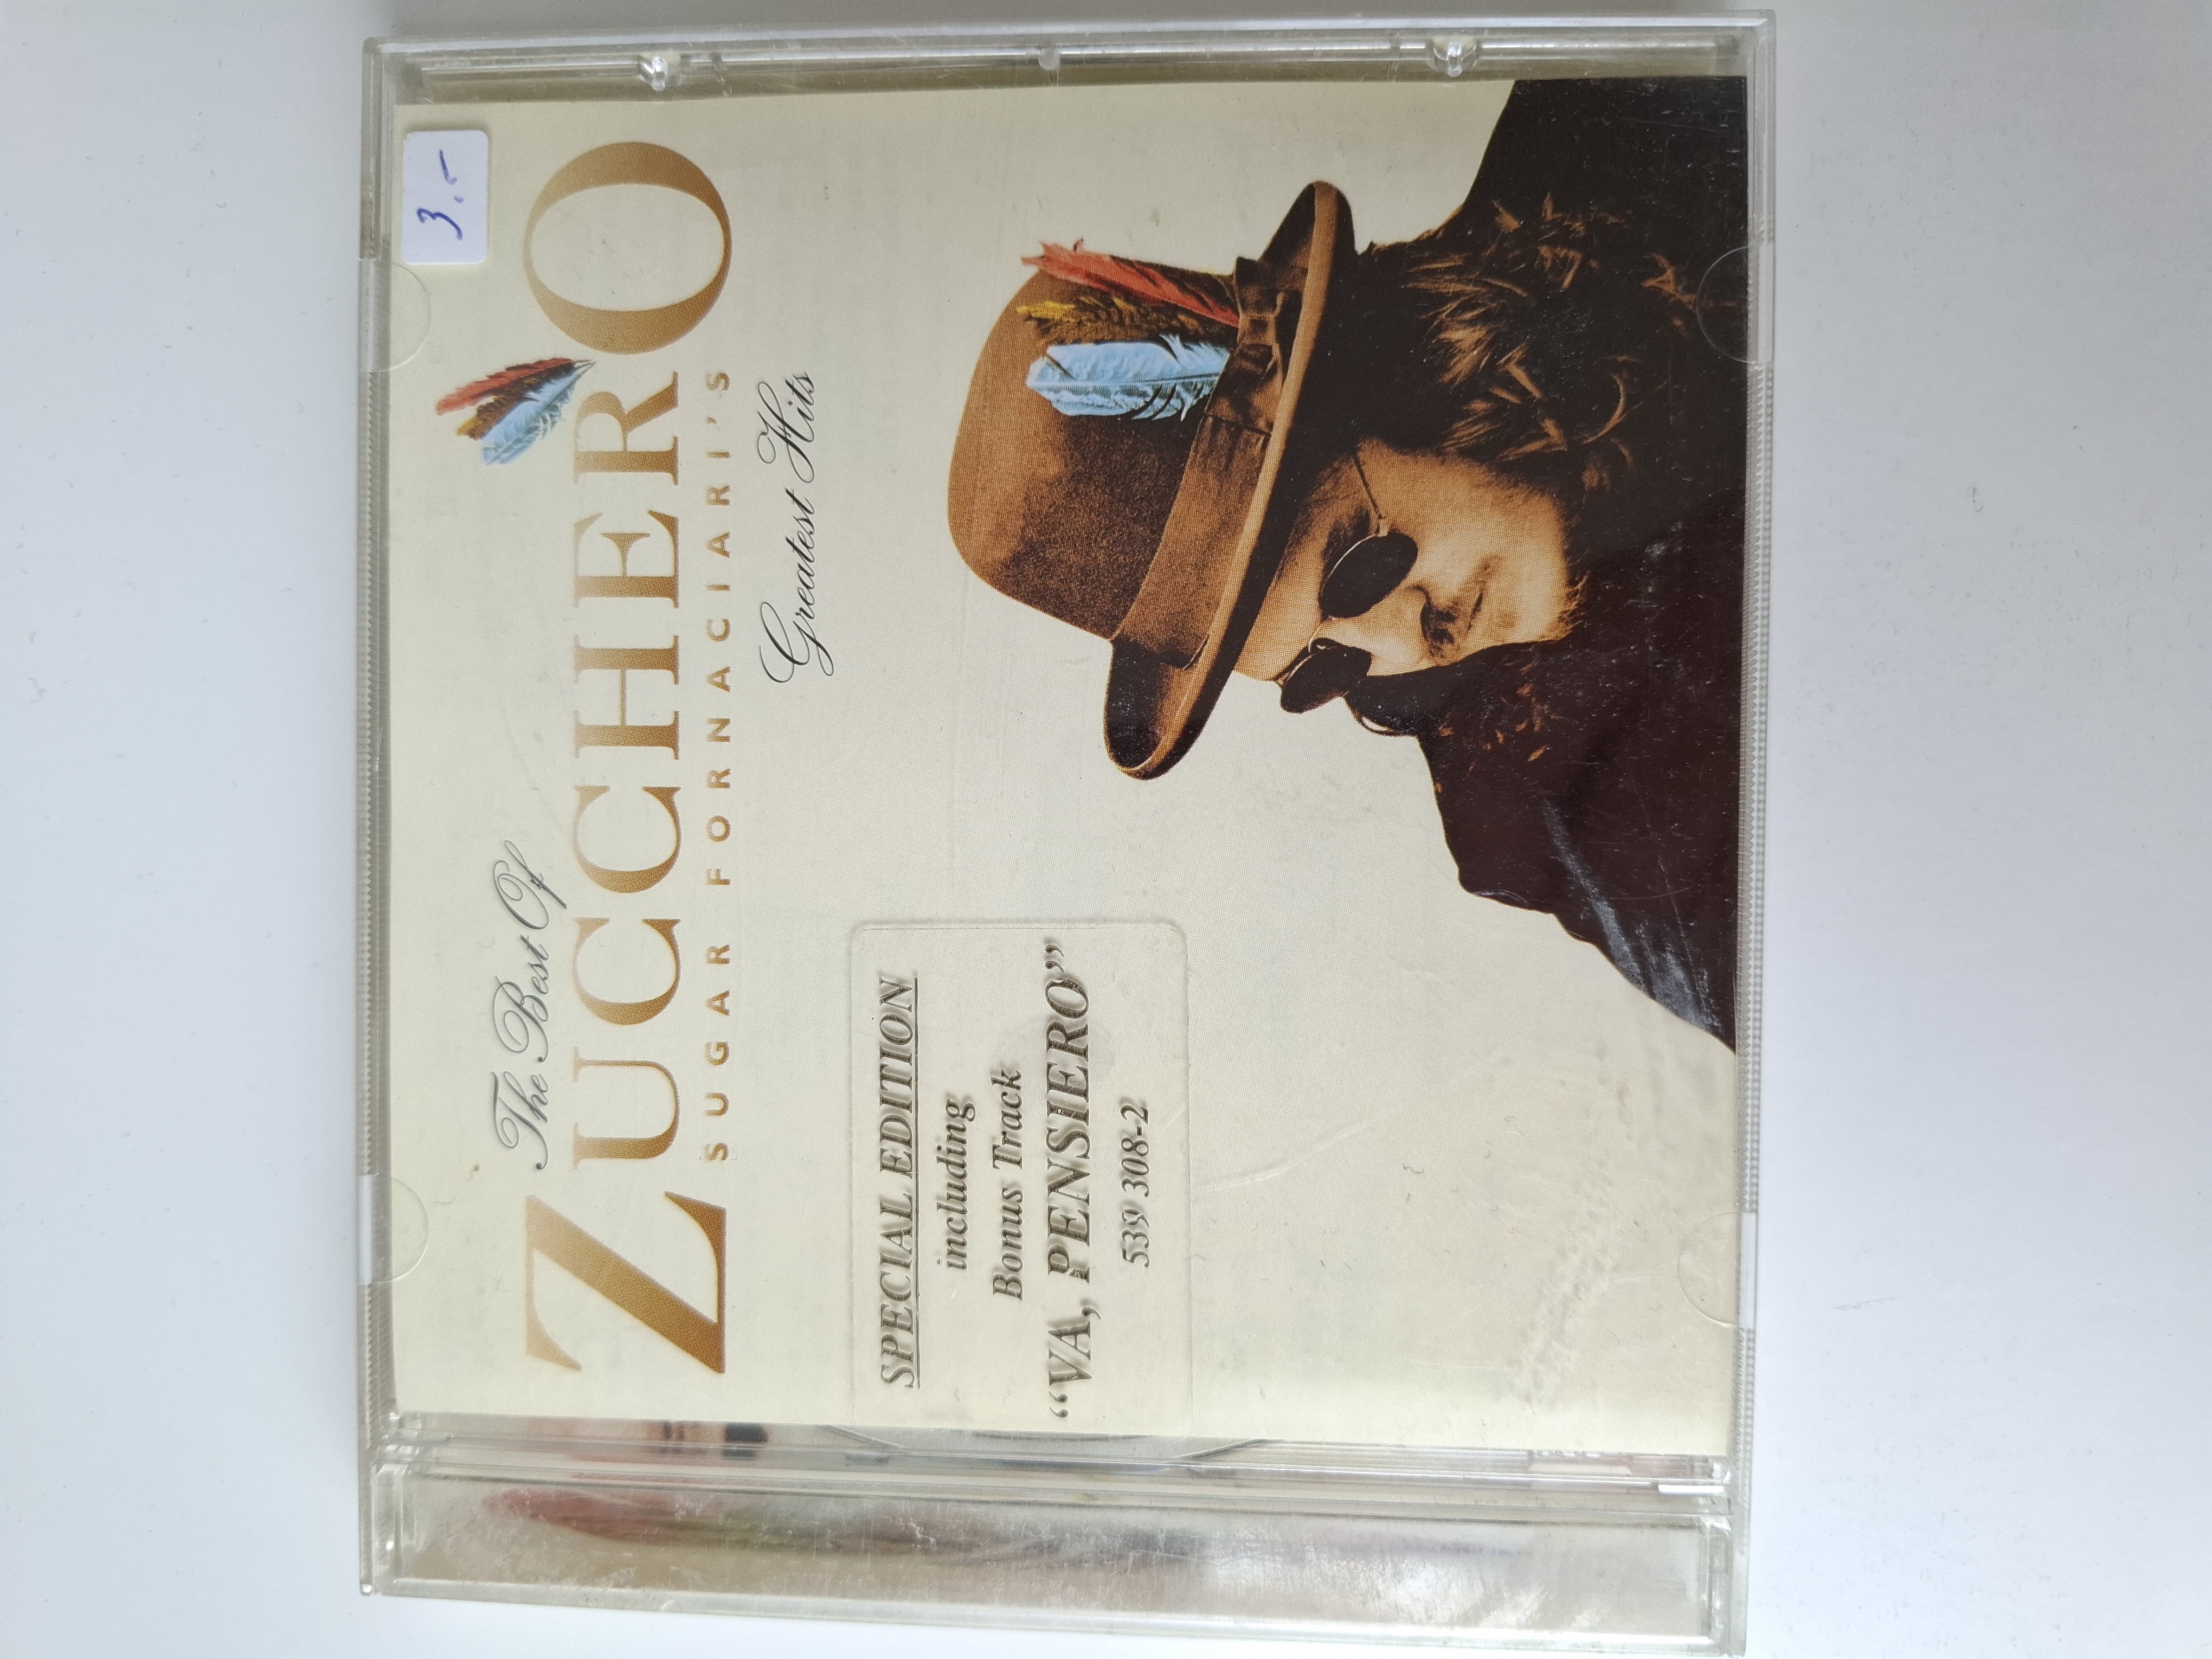 3.-
The Best Of
ZUCCHERO
SUGAR FORNACIARI'S
Greatest Hits
SPECIAL EDITION
including
Bonus Track
“VA, PENSIERO”
539 308-2